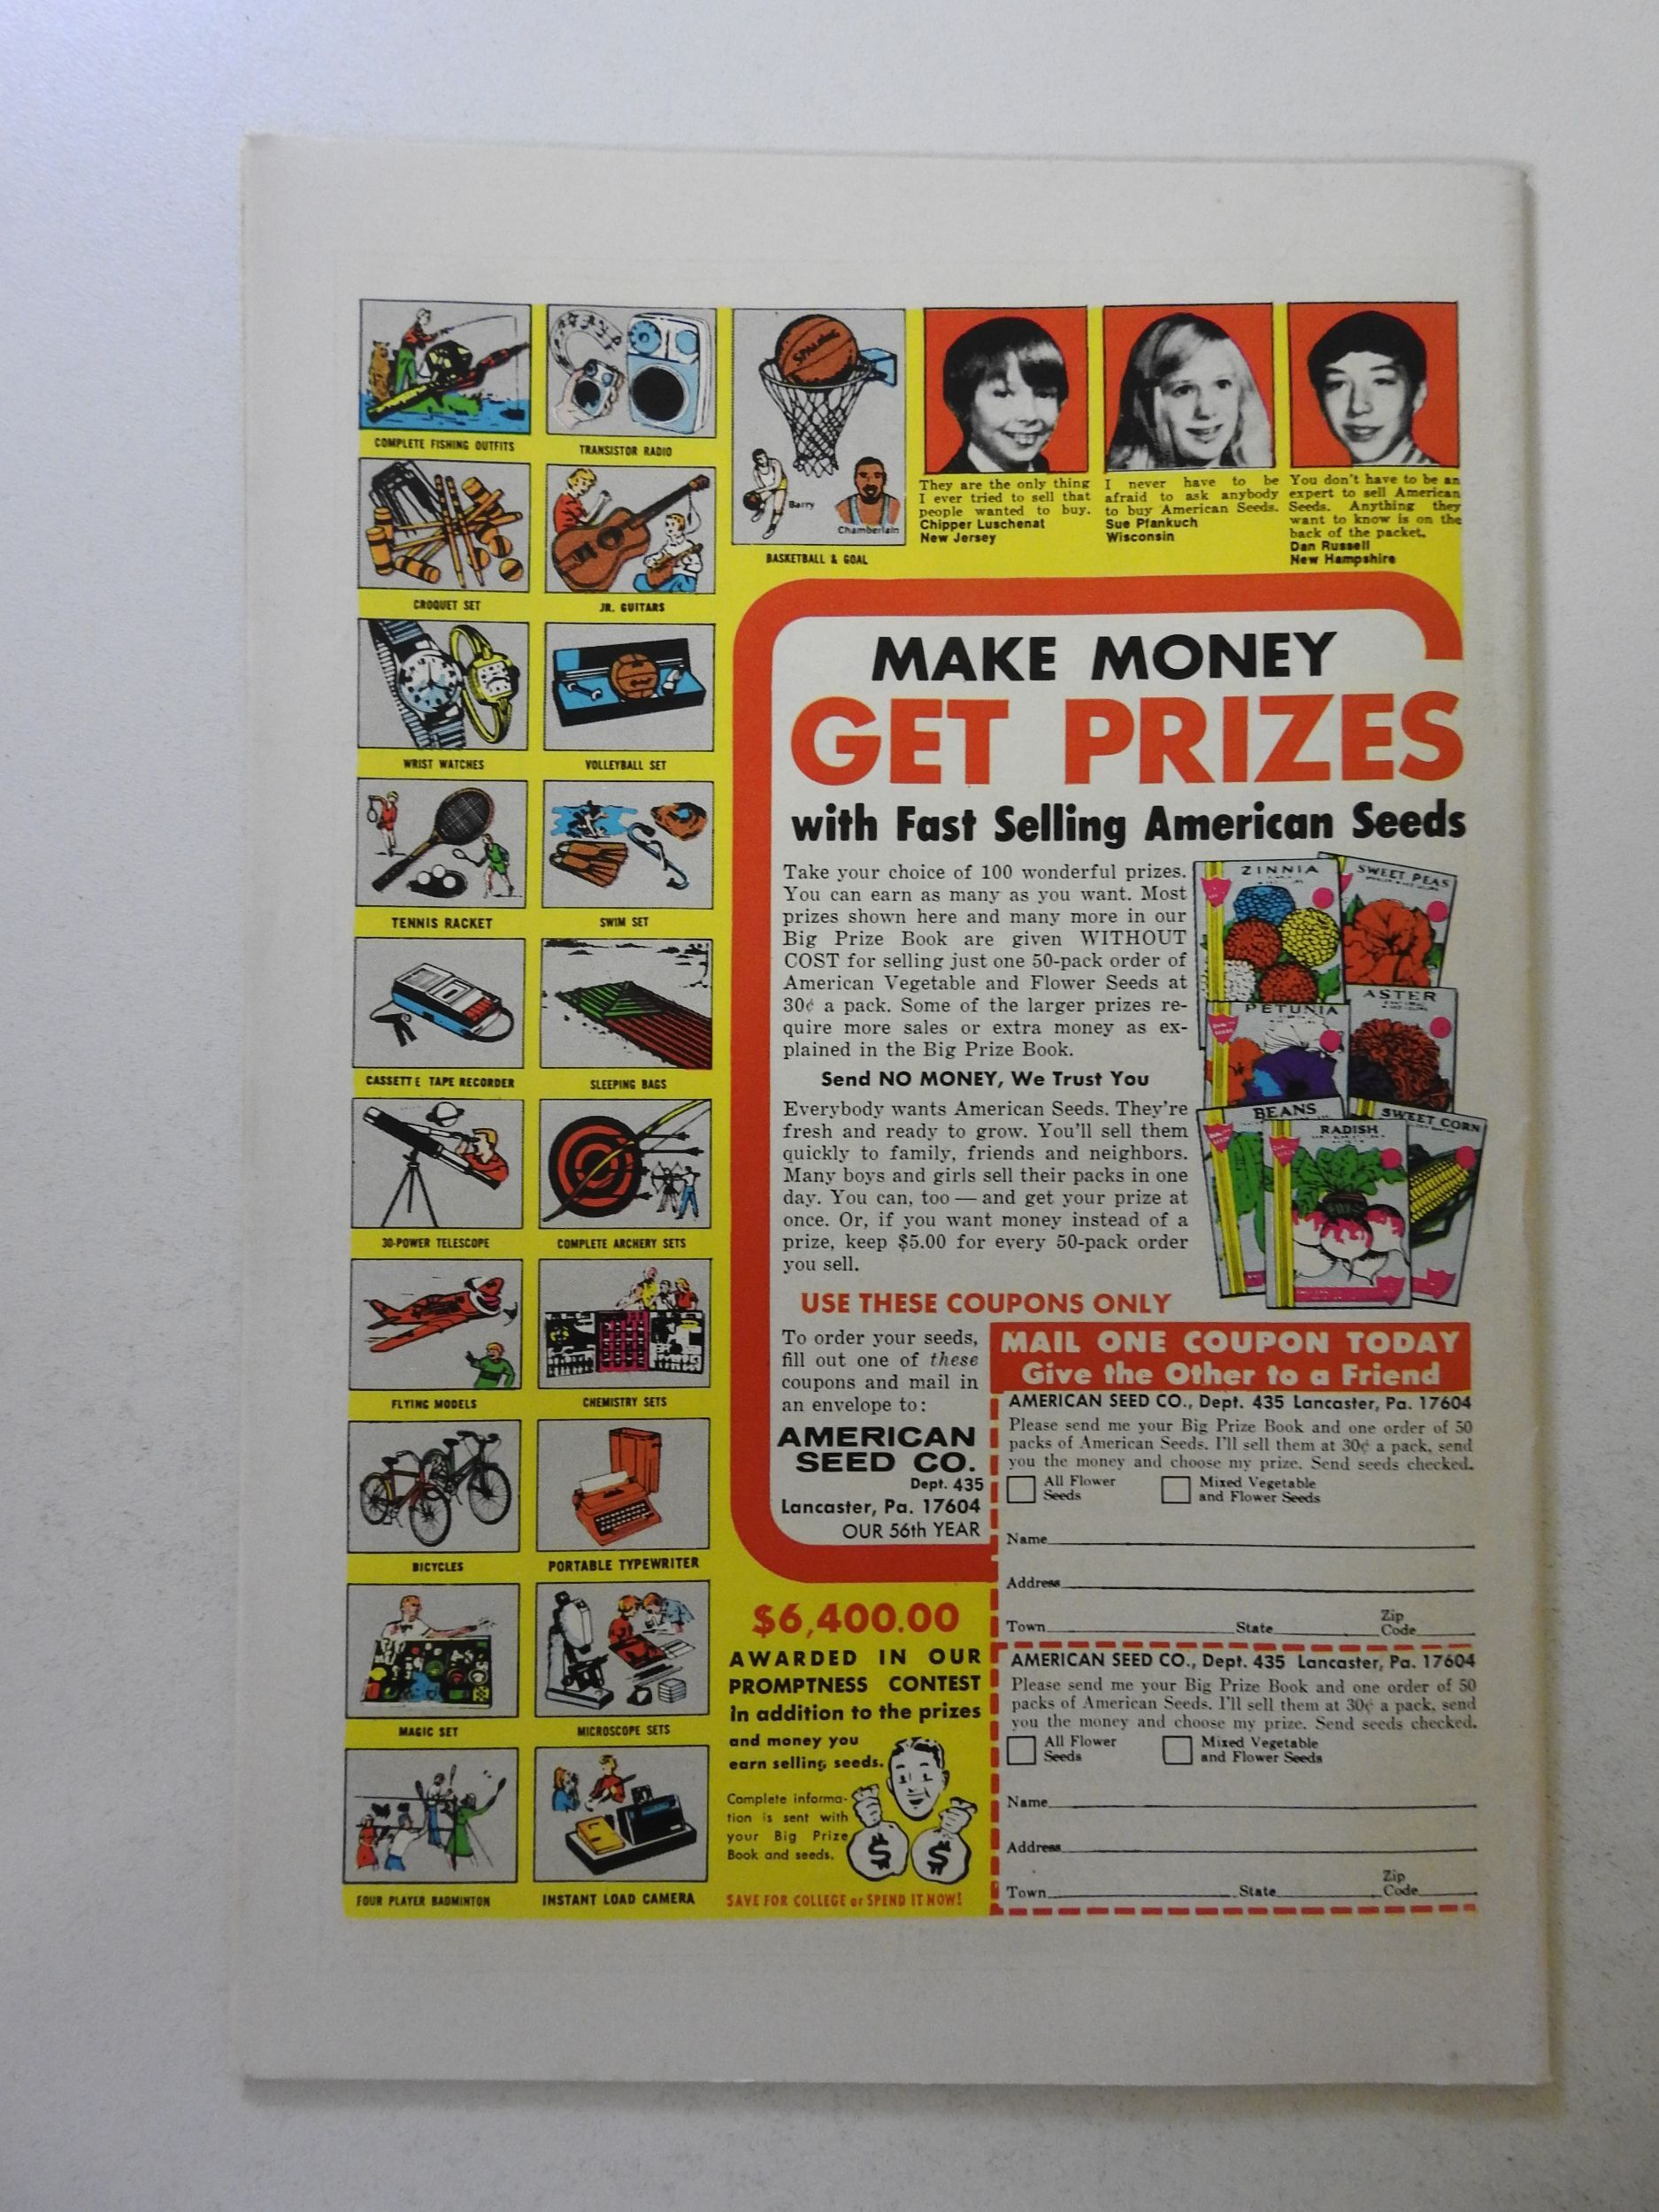 COMPLETE FISHING OUTFITS
TRANSISTOR RADIO
CROQUET SET
JR. GUITARS
WRIST WATCHES
VOLLEYBALL SET
TENNIS RACKET
SWIM SET
CASSETTE TAPE RECORDER
SLEEPING BAGS
30-POWER TELESCOPE
COMPLETE ARCHERY SETS
FLYING MODELS
CHEMISTRY SETS
BICYCLES
PORTABLE TYPEWRITER
MAGIC SET
MICROSCOPE SETS
FOUR PLAYER BADMINTON
INSTANT LOAD CAMERA
SPALDING
Barry
Chamberlain
BASKETBALL & GOAL
They are the only thing
I ever tried to sell that
people wanted to buy.
Chipper Luschenat
New Jersey
I never have to be
afraid to ask anybody
to buy American Seeds.
Sue Pfankuch
Wisconsin
You don't have to be an
expert to sell American
Seeds. Anything they
want to know is on the
back of the packet.
Dan Russell
New Hampshire
MAKE MONEY
GET PRIZES
with Fast Selling American Seeds
Take your choice of 100 wonderful prizes.
You can earn as many as you want. Most
prizes shown here and many more in our
Big Prize Book are given WITHOUT
COST for selling just one 50-pack order of
American Vegetable and Flower Seeds at
30¢ a pack. Some of the larger prizes re-
quire more sales or extra money as ex-
plained in the Big Prize Book.
Send NO MONEY, We Trust You
Everybody wants American Seeds. They're
fresh and ready to grow. You'll sell them
quickly to family, friends and neighbors.
Many boys and girls sell their packs in one
day. You can, too — and get your prize at
once. Or, if you want money instead of a
prize, keep $5.00 for every 50-pack order
you sell.
ZINNIA
SWEET PEAS
PETUNIA
ASTER
BEANS
RADISH
SWEET CORN
USE THESE COUPONS ONLY
To order your seeds,
fill out one of these
coupons and mail in
an envelope to:
AMERICAN
SEED CO.
Dept. 435
Lancaster, Pa. 17604
OUR 56th YEAR
MAIL ONE COUPON TODAY
Give the Other to a Friend
AMERICAN SEED CO., Dept. 435 Lancaster, Pa. 17604
Please send me your Big Prize Book and one order of 50
packs of American Seeds. I'll sell them at 30¢ a pack, send
you the money and choose my prize. Send seeds checked.
All Flower
Seeds
Mixed Vegetable
and Flower Seeds
Name
Address
Town State Zip Code
AMERICAN SEED CO., Dept. 435 Lancaster, Pa. 17604
Please send me your Big Prize Book and one order of 50
packs of American Seeds. I'll sell them at 30¢ a pack, send
you the money and choose my prize. Send seeds checked.
All Flower
Seeds
Mixed Vegetable
and Flower Seeds
Name
Address
Town State Zip Code
$6,400.00
AWARDED IN OUR
PROMPTNESS CONTEST
in addition to the prizes
and money you
earn selling seeds.
Complete informa-
tion is sent with
your Big Prize
Book and seeds.
$ $
SAVE FOR COLLEGE or SPEND IT NOW!